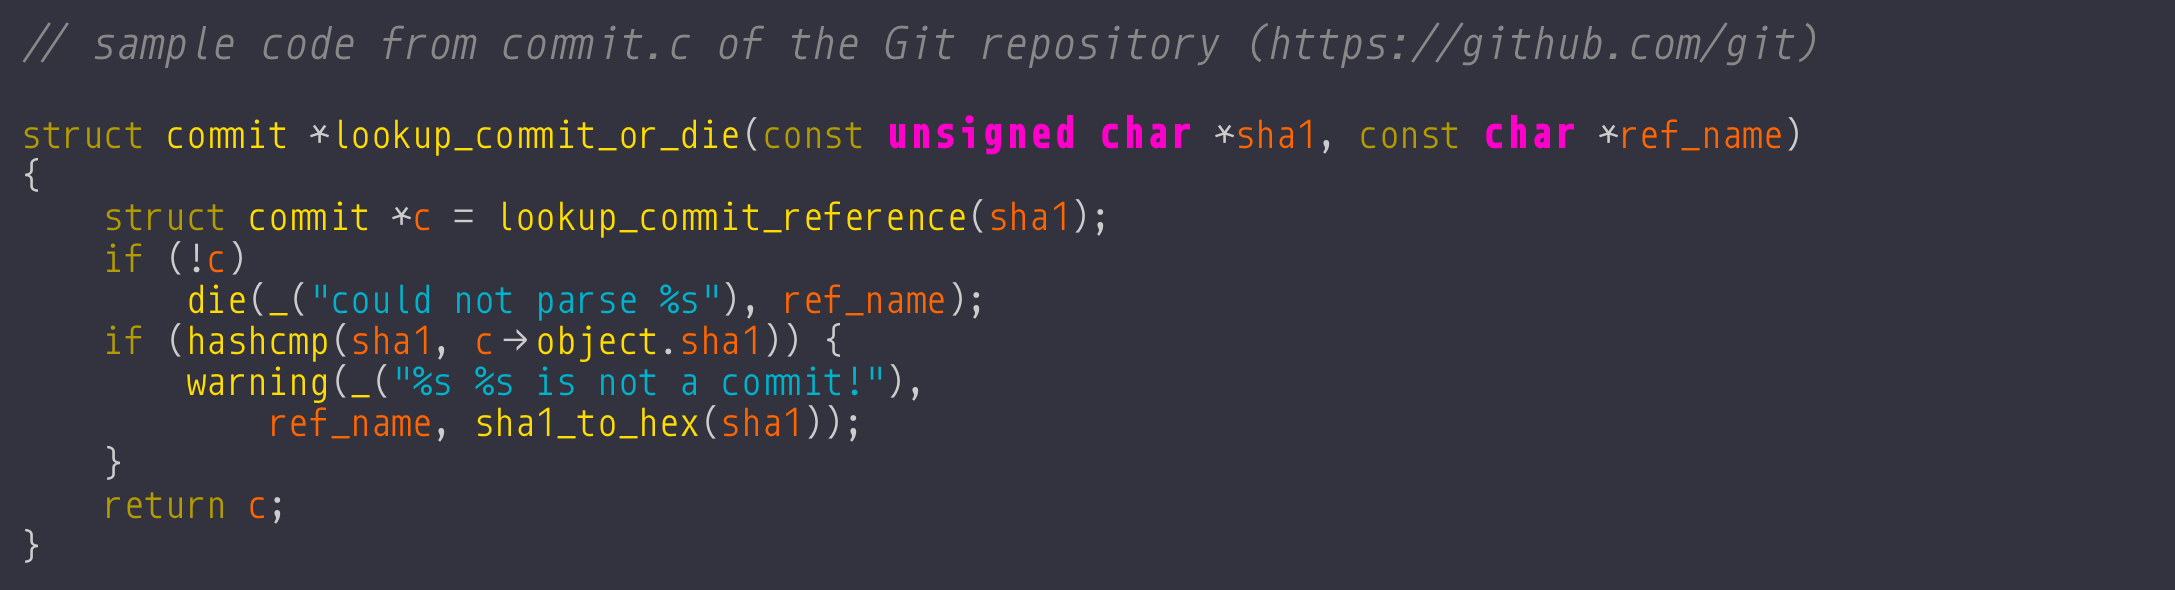 // sample code from commit.c of the Git repository (https://github.com/git)
struct commit *lookup_commit_or_die(const unsigned char *sha1, const char *ref_name)
{
    struct commit *c = lookup_commit_reference(sha1);
    if (!c)
        die(_("could not parse %s"), ref_name);
    if (hashcmp(sha1, c→object.sha1)) {
        warning(_("%s %s is not a commit!"),
            ref_name, sha1_to_hex(sha1));
    }
    return c;
}